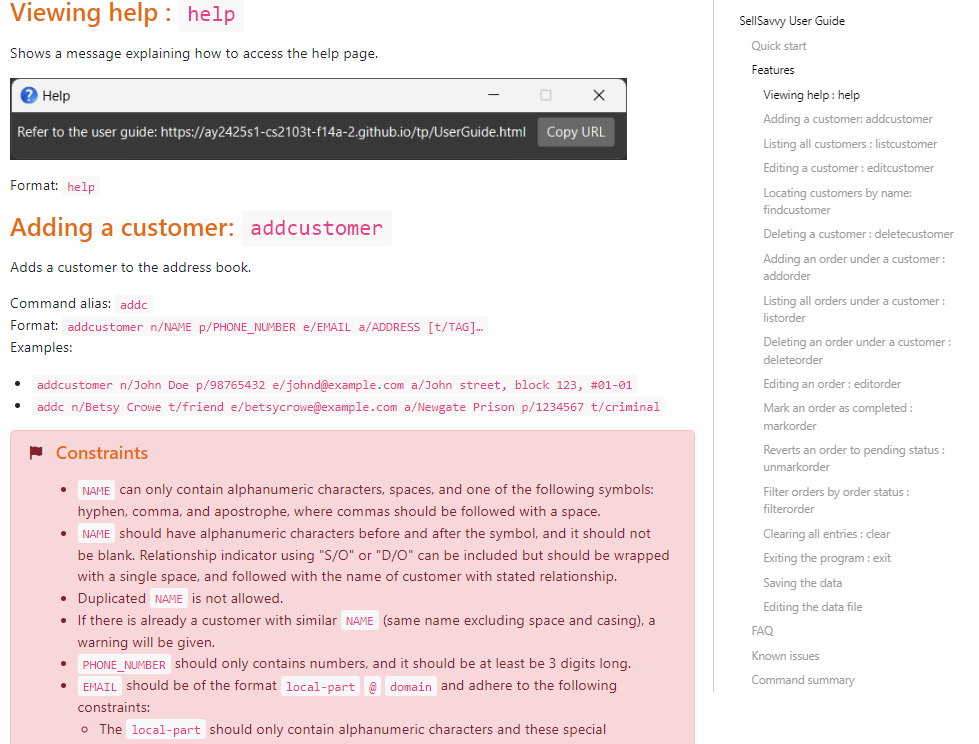 Viewing help : help
Shows a message explaining how to access the help page.
Help
Refer to the user guide: https://ay2425s1-cs2103t-f14a-2.github.io/tp/UserGuide.html Copy URL
Format: help
Adding a customer: addcustomer
Adds a customer to the address book.
Command alias: addc
Format: addcustomer n/NAME p/PHONE_NUMBER e/EMAIL a/ADDRESS [t/TAG]…
Examples:
addcustomer n/John Doe p/98765432 e/johnd@example.com a/John street, block 123, #01-01
addc n/Betsy Crowe t/friend e/betsycrowe@example.com a/Newgate Prison p/1234567 t/criminal
Constraints
NAME can only contain alphanumeric characters, spaces, and one of the following symbols:
hyphen, comma, and apostrophe, where commas should be followed with a space.
NAME should have alphanumeric characters before and after the symbol, and it should not
be blank. Relationship indicator using "S/O" or "D/O" can be included but should be wrapped
with a single space, and followed with the name of customer with stated relationship.
Duplicated NAME is not allowed.
If there is already a customer with similar NAME (same name excluding space and casing), a
warning will be given.
PHONE_NUMBER should only contains numbers, and it should be at least be 3 digits long.
EMAIL should be of the format local-part @ domain and adhere to the following
constraints:
The local-part should only contain alphanumeric characters and these special
SellSavvy User Guide
Quick start
Features
Viewing help : help
Adding a customer: addcustomer
Listing all customers : listcustomer
Editing a customer : editcustomer
Locating customers by name:
findcustomer
Deleting a customer : deletecustomer
Adding an order under a customer :
addorder
Listing all orders under a customer :
listorder
Deleting an order under a customer :
deleteorder
Editing an order : editorder
Mark an order as completed :
markorder
Reverts an order to pending status :
unmarkorder
Filter orders by order status :
filterorder
Clearing all entries : clear
Exiting the program : exit
Saving the data
Editing the data file
FAQ
Known issues
Command summary